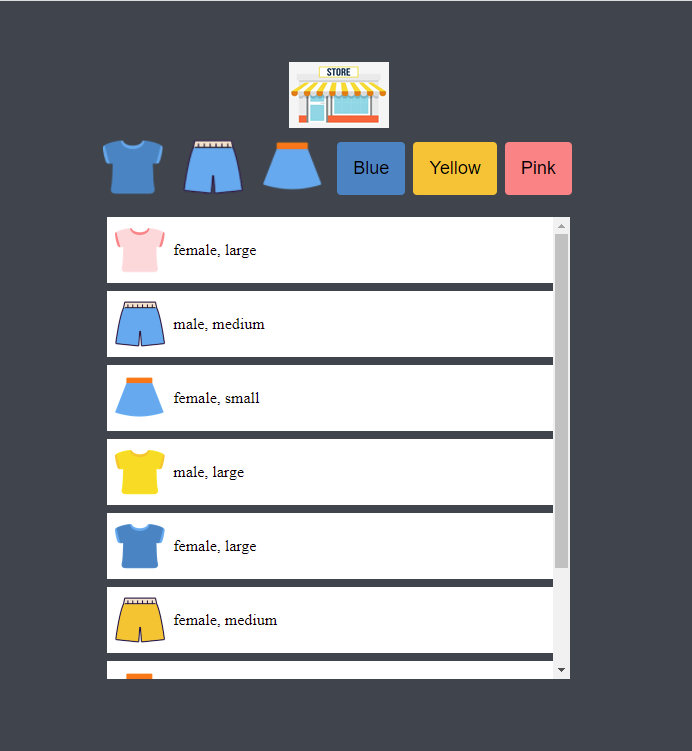 STORE
Blue Yellow Pink
female, large
male, medium
female, small
male, large
female, large
female, medium